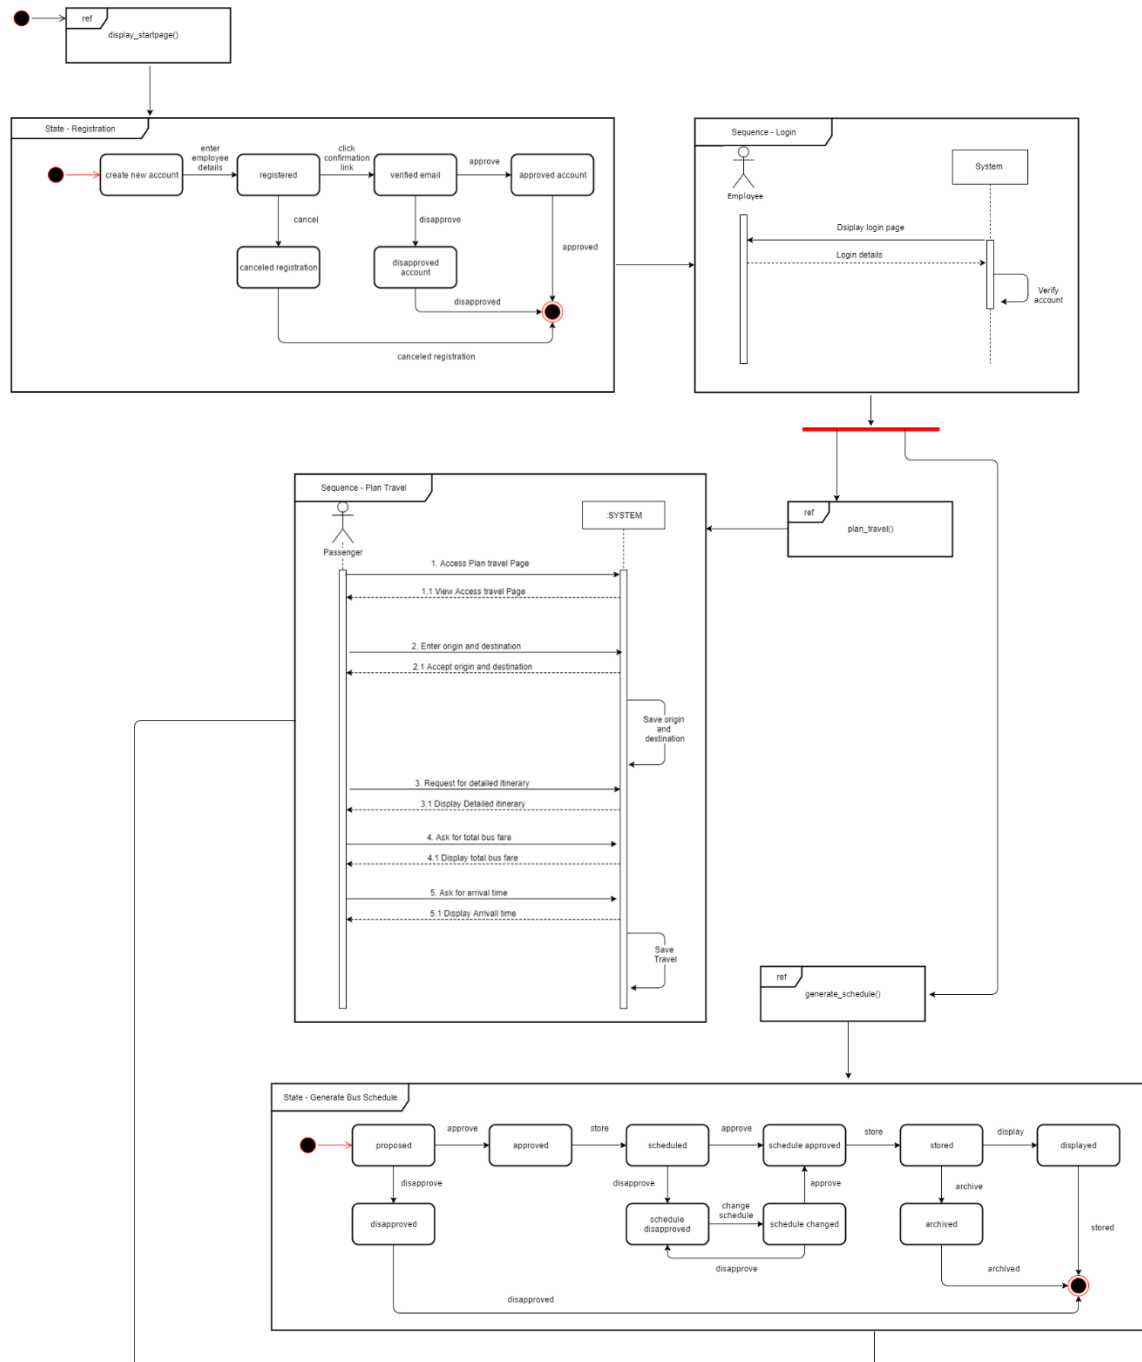 ref
display_startpage()
State - Registration
enter
employee
details
click
confirmation
link
approve
create new account
registered
verified email
approved account
cancel
disapprove
approved
canceled registration
disapproved
account
disapproved
canceled registration
Sequence - Login
System
Employee
Dsiplay login page
Login details
Verify
account
Sequence - Plan Travel
:SYSTEM
Passenger
1. Access Plan travel Page
1.1 View Access travel Page
2. Enter origin and destination
2.1 Accept origin and destination
Save origin
and
destination
3. Request for detailed itinerary
3.1 Display Detailed itinerary
4. Ask for total bus fare
4.1 Display total bus fare
5. Ask for arrival time
5.1 Display Arrivall time
Save
Travel
ref
plan_travel()
ref
generate_schedule()
State - Generate Bus Schedule
approve
store
approve
store
display
proposed
approved
scheduled
schedule approved
stored
displayed
disapprove
disapprove
approve
archive
change
schedule
disapproved
schedule
disapproved
schedule changed
archived
stored
disapprove
archived
disapproved